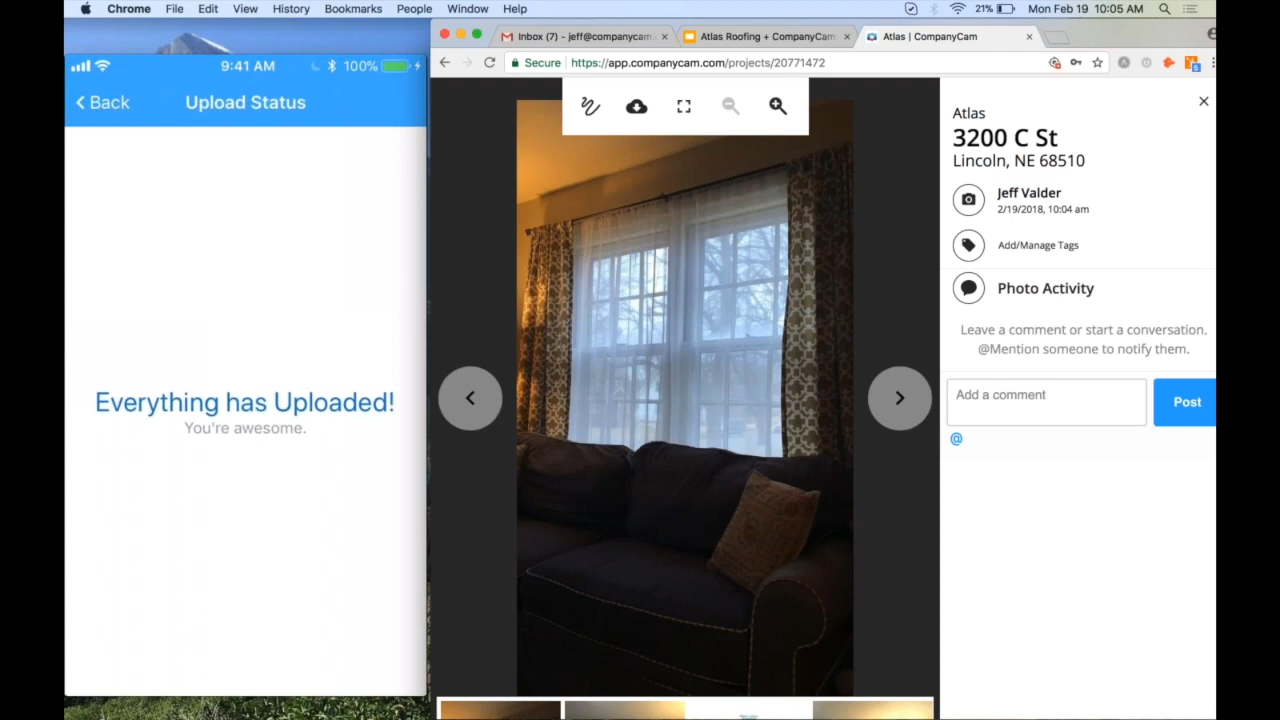 Chrome File Edit View History Bookmarks People Window Help
21% Mon Feb 19 10:05 AM
Inbox (7) - jeff@companycam.
Atlas Roofing + CompanyCam
Atlas | CompanyCam
Secure https://app.companycam.com/projects/20771472
9:41 AM
100%
Back
Upload Status
Everything has Uploaded!
You're awesome.
Atlas
3200 C St
Lincoln, NE 68510
Jeff Valder
2/19/2018, 10:04 am
Add/Manage Tags
Photo Activity
Leave a comment or start a conversation.
@Mention someone to notify them.
Add a comment
Post
@